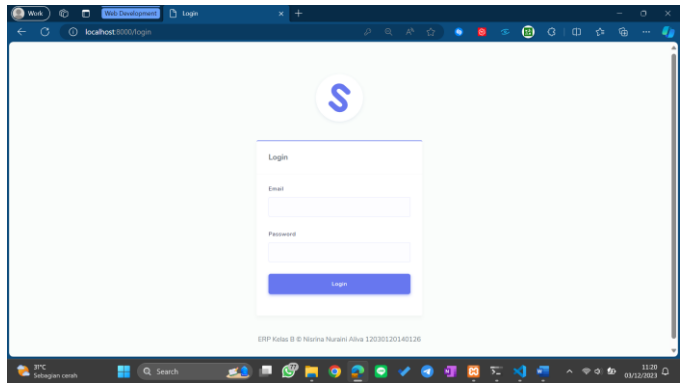 Work
Web Development
Login
localhost:8000/login
S
Login
Email
Password
Login
ERP Kelas B © Nisrina Nuraini Aliva 12030120140126
31°C
Sebagian cerah
Search
11:20
03/12/2023